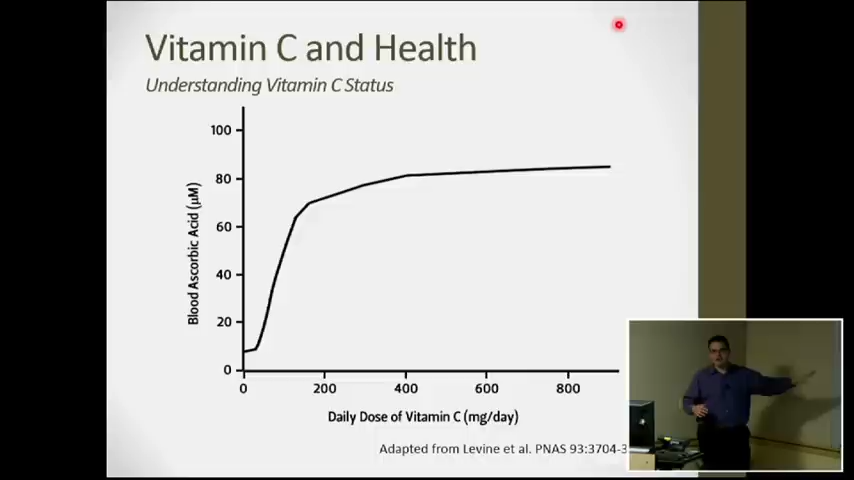 Vitamin C and Health
Understanding Vitamin C Status
100
80
60
40
20
0
Blood Ascorbic Acid (μM)
0 200 400 600 800
Daily Dose of Vitamin C (mg/day)
Adapted from Levine et al. PNAS 93:3704-3